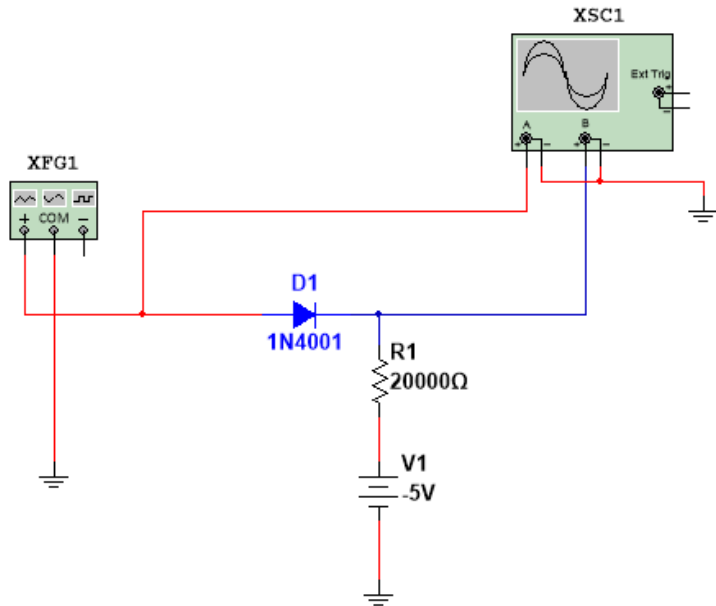 XSC1
Ext Trig
+
−
A
B
+ − + −
XFG1
+ COM −
D1
1N4001
R1
20000Ω
V1
-5V